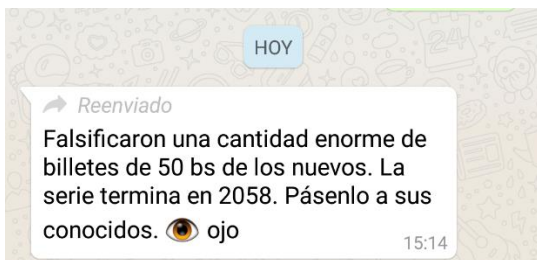 HOY
Reenviado
Falsificaron una cantidad enorme de
billetes de 50 bs de los nuevos. La
serie termina en 2058. Pásenlo a sus
conocidos. 👁️ ojo
15:14